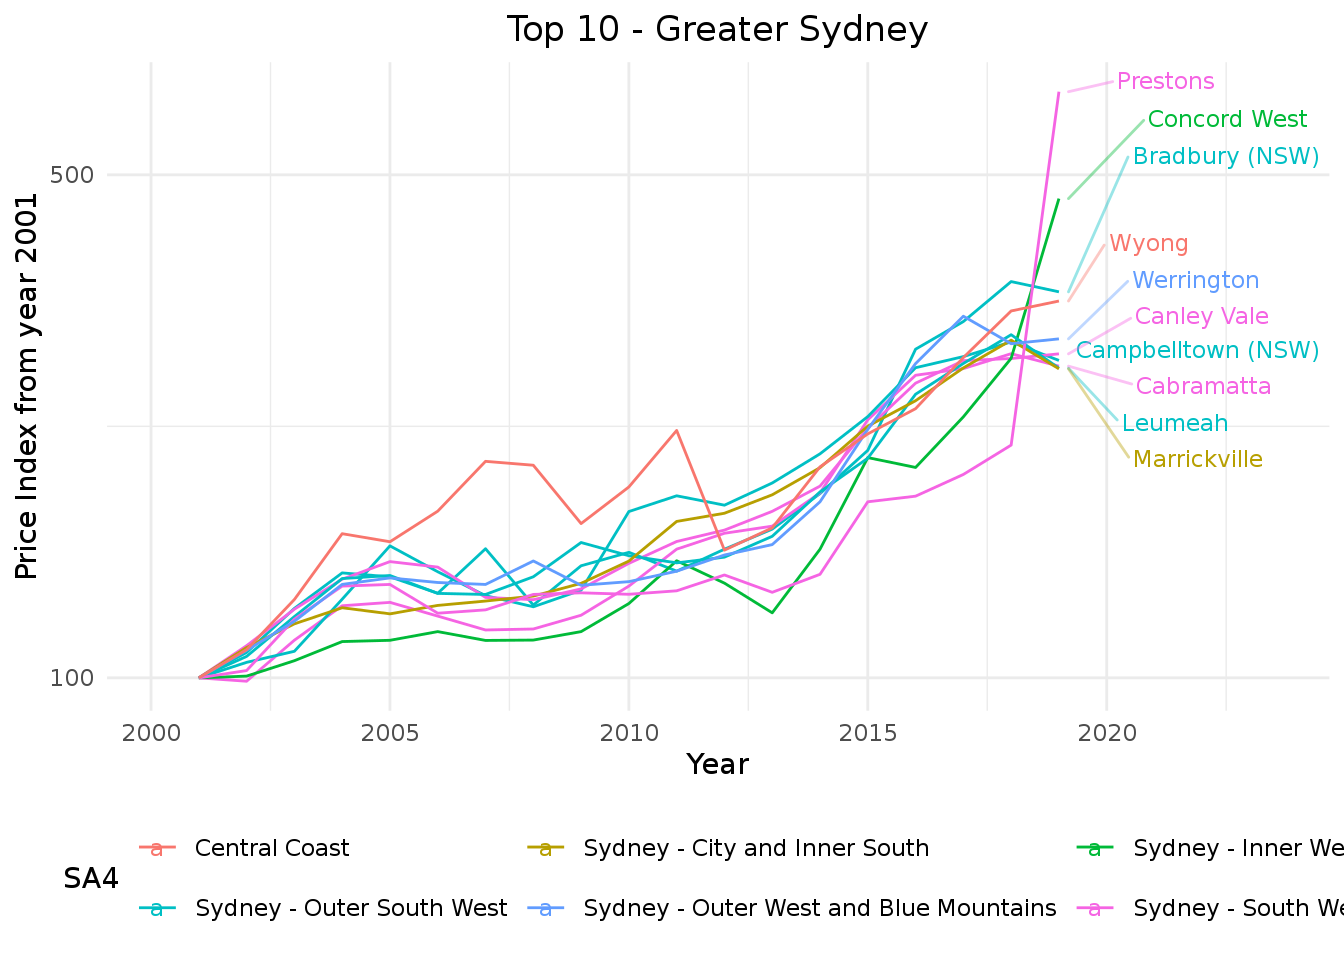 Top 10 - Greater Sydney
Prestons
Concord West
Bradbury (NSW)
500
Wyong
Werrington
Canley Vale
Campbelltown (NSW)
Cabramatta
Leumeah
Marrickville
Price Index from year 2001
100
2000 2005 2010 2015 2020
Year
SA4
a Central Coast a Sydney - City and Inner South a Sydney - Inner We
a Sydney - Outer South West a Sydney - Outer West and Blue Mountains a Sydney - South We